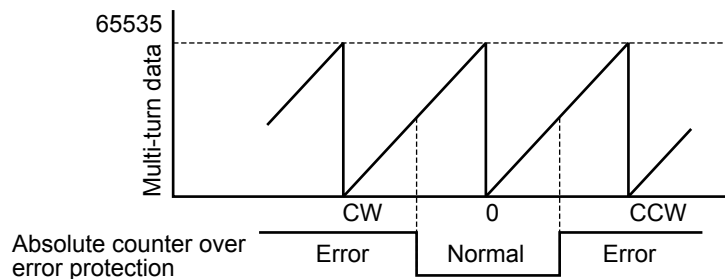 65535
Multi-turn data
CW 0 CCW
Absolute counter over
error protection
Error Normal Error